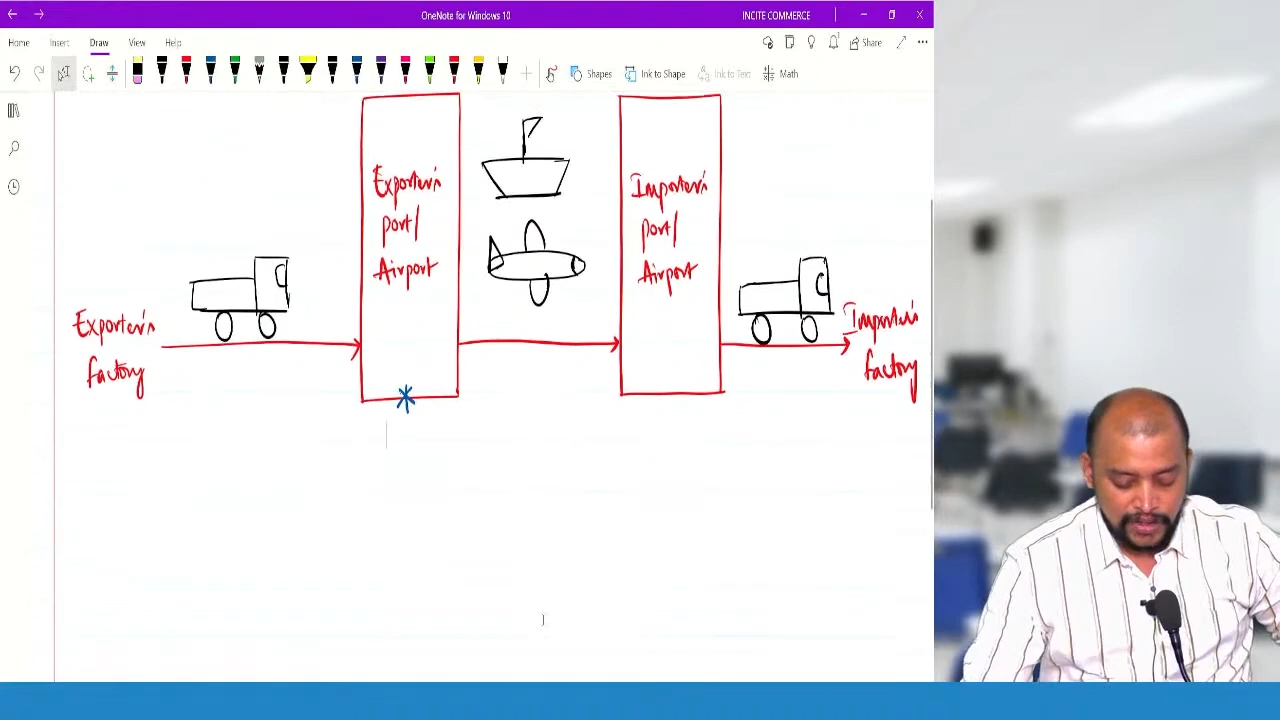 OneNote for Windows 10
INCITE COMMERCE
Home Insert Draw View Help
Share
Shapes
Ink to Shape
Ink to Text
Math
Exporter's
port/
Airport
Importer's
port/
Airport
Exporter's
factory
Importer's
factory